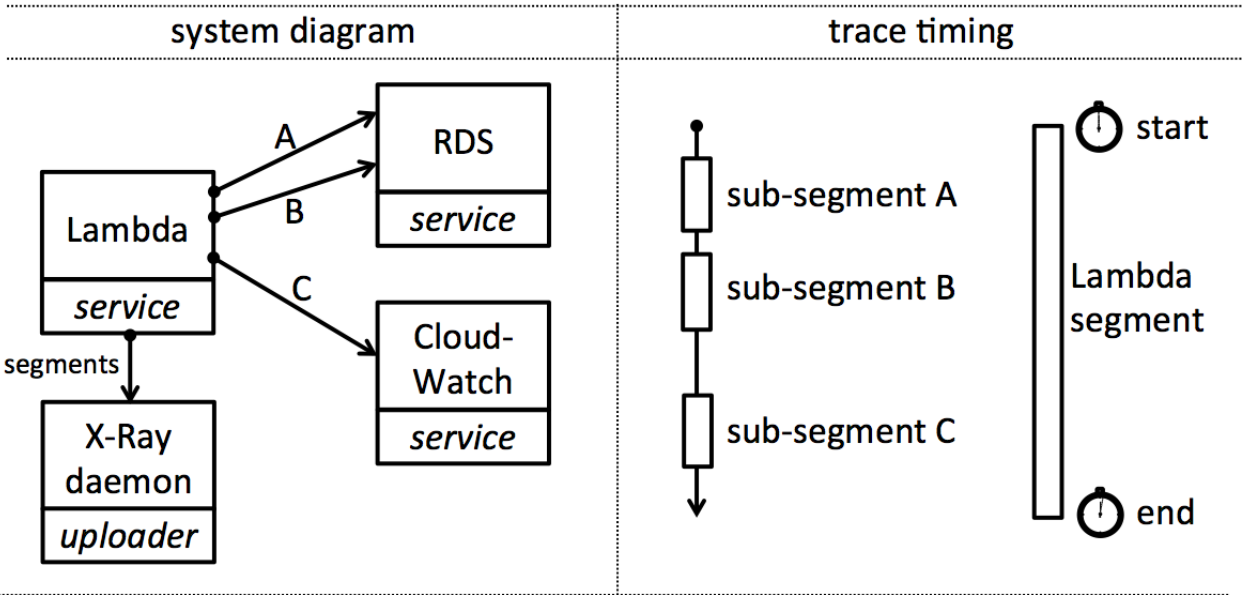 system diagram
trace timing
A
B
C
RDS
service
Lambda
service
segments
X-Ray
daemon
uploader
Cloud-
Watch
service
sub-segment A
sub-segment B
sub-segment C
start
Lambda
segment
end